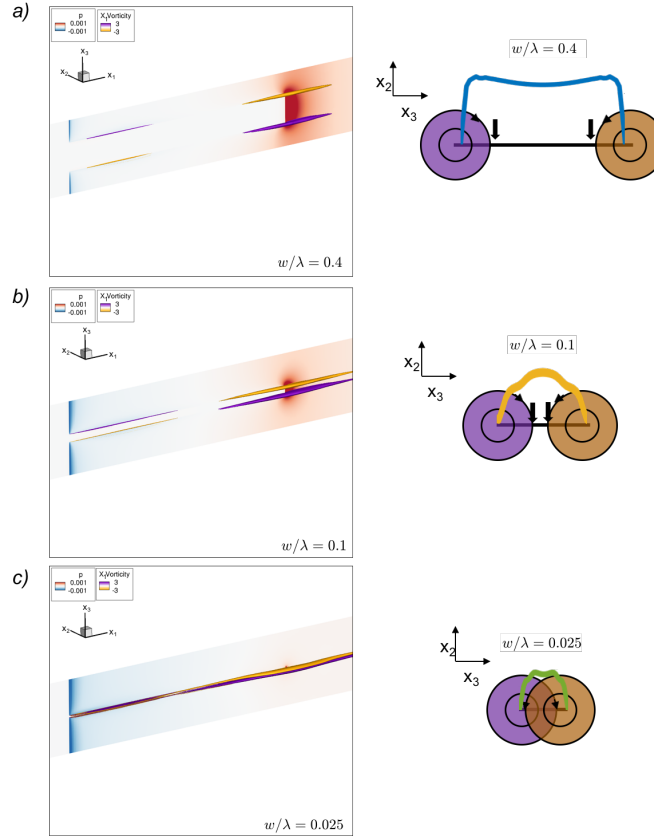 a)
p
0.001
-0.001
X₁Vorticity
3
-3
x₃
x₂
x₁
w/λ = 0.4
w/λ = 0.4
x₂
x₃
b)
p
0.001
-0.001
X₁Vorticity
3
-3
x₃
x₂
x₁
w/λ = 0.1
w/λ = 0.1
x₂
x₃
c)
p
0.001
-0.001
X₁Vorticity
3
-3
x₃
x₂
x₁
w/λ = 0.025
w/λ = 0.025
x₂
x₃